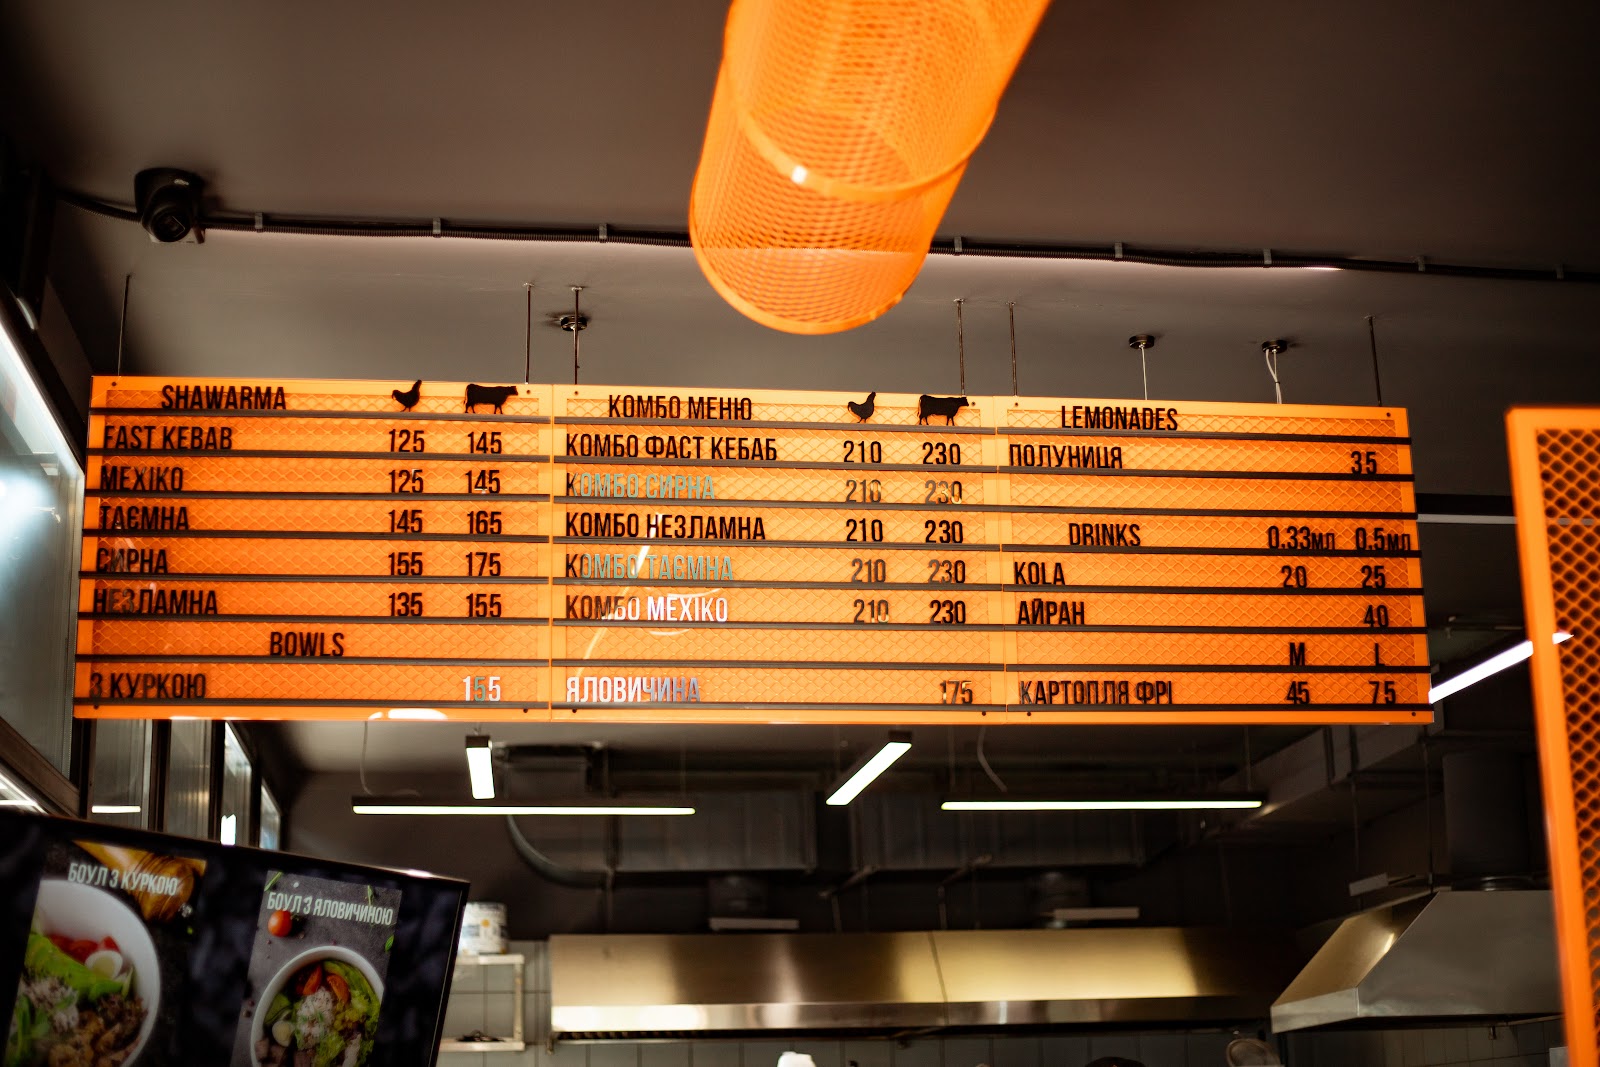 SHAWARMA
FAST KEBAB 125 145
МЕХІКО 125 145
ТАЄМНА 145 165
СИРНА 155 175
НЕЗЛАМНА 135 155
BOWLS
З КУРКОЮ 155
КОМБО МЕНЮ
КОМБО ФАСТ КЕБАБ 210 230
КОМБО СИРНА 210 230
КОМБО НЕЗЛАМНА 210 230
КОМБО ТАЄМНА 210 230
КОМБО МЕХІКО 210 230
ЯЛОВИЧИНА 175
LEMONADES
ПОЛУНИЦЯ 35
DRINKS 0.33мл 0.5мл
KOLA 20 25
АЙРАН 40
M L
КАРТОПЛЯ ФРІ 45 75
БОУЛ З КУРКОЮ
БОУЛ З ЯЛОВИЧИНОЮ